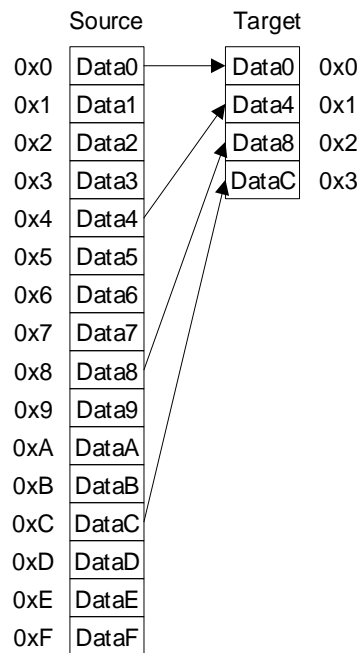 Source Target
0x0 Data0 Data0 0x0
0x1 Data1 Data4 0x1
0x2 Data2 Data8 0x2
0x3 Data3 DataC 0x3
0x4 Data4
0x5 Data5
0x6 Data6
0x7 Data7
0x8 Data8
0x9 Data9
0xA DataA
0xB DataB
0xC DataC
0xD DataD
0xE DataE
0xF DataF